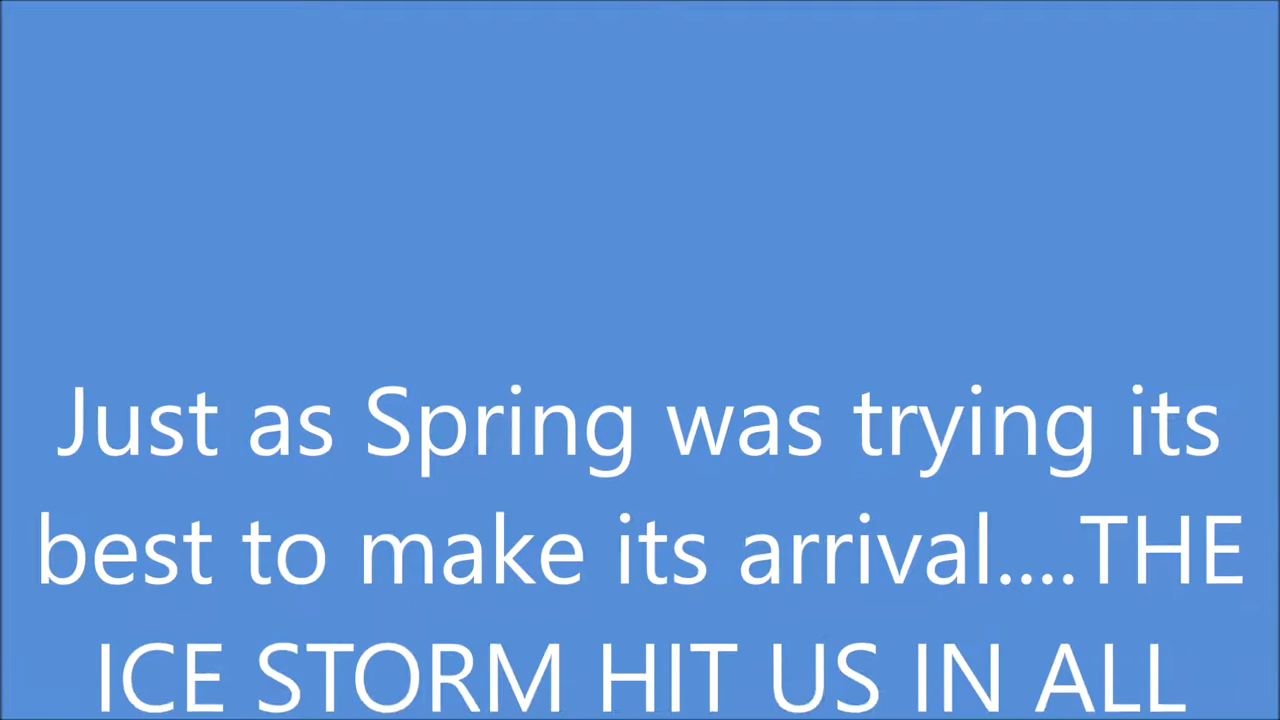 Just as Spring was trying its
best to make its arrival....THE
ICE STORM HIT US IN ALL